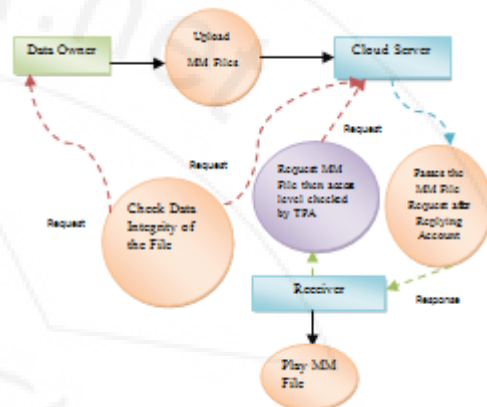 Data Owner
Upload
MM Files
Cloud Server
Request
Request
Request
Check Data
Integrity of
the File
Request MM
File then access
level checked
by TPA
Passes the
MM File
Request after
Replying
Account
Receiver
Response
Play MM
File